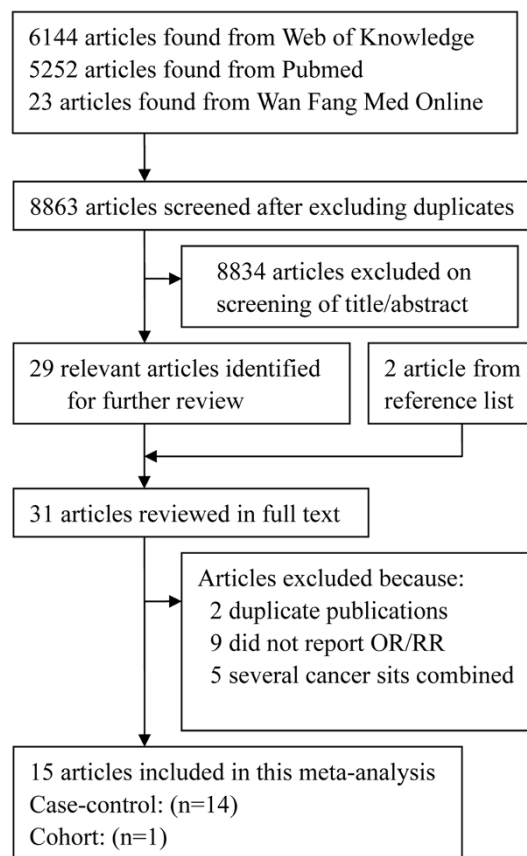 6144 articles found from Web of Knowledge
5252 articles found from Pubmed
23 articles found from Wan Fang Med Online
8863 articles screened after excluding duplicates
8834 articles excluded on
screening of title/abstract
29 relevant articles identified
for further review
2 article from
reference list
31 articles reviewed in full text
Articles excluded because:
2 duplicate publications
9 did not report OR/RR
5 several cancer sits combined
15 articles included in this meta-analysis
Case-control: (n=14)
Cohort: (n=1)